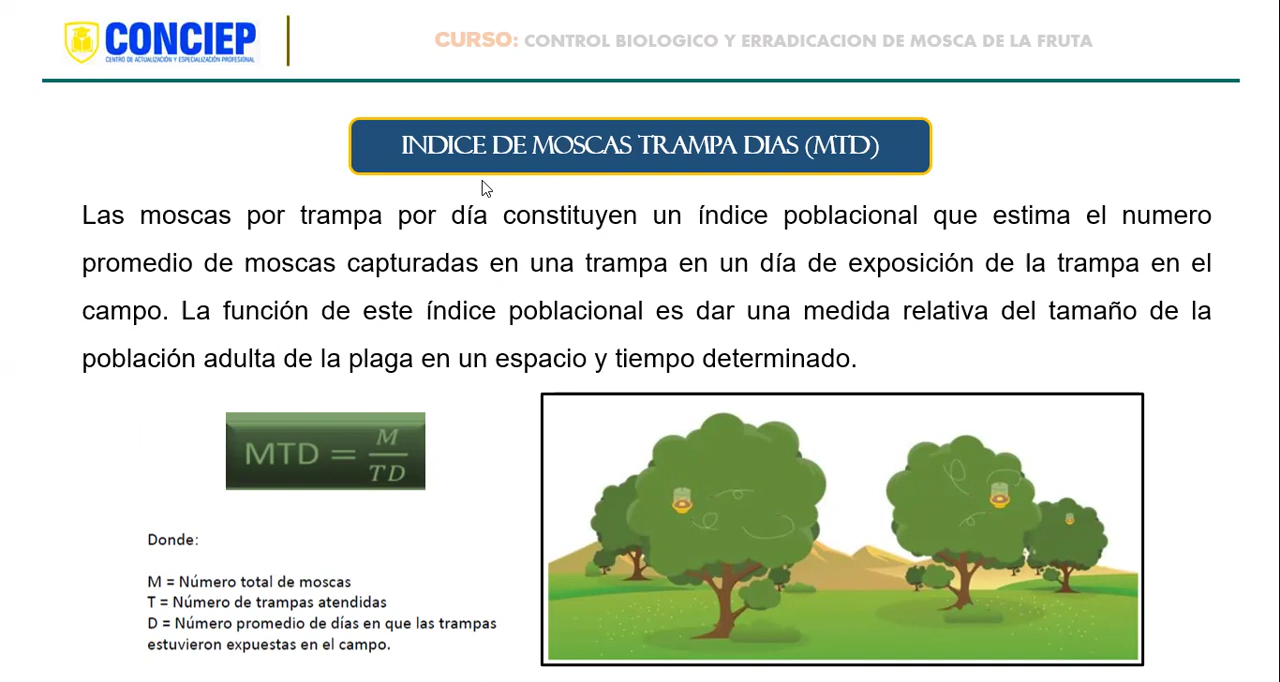 CONCIEP
CENTRO DE ACTUALIZACIÓN Y ESPECIALIZACIÓN PROFESIONAL
CURSO: CONTROL BIOLOGICO Y ERRADICACION DE MOSCA DE LA FRUTA
INDICE DE MOSCAS TRAMPA DIAS (MTD)
Las moscas por trampa por día constituyen un índice poblacional que estima el numero
promedio de moscas capturadas en una trampa en un día de exposición de la trampa en el
campo. La función de este índice poblacional es dar una medida relativa del tamaño de la
población adulta de la plaga en un espacio y tiempo determinado.
MTD = M / TD
Donde:
M = Número total de moscas
T = Número de trampas atendidas
D = Número promedio de días en que las trampas
estuvieron expuestas en el campo.